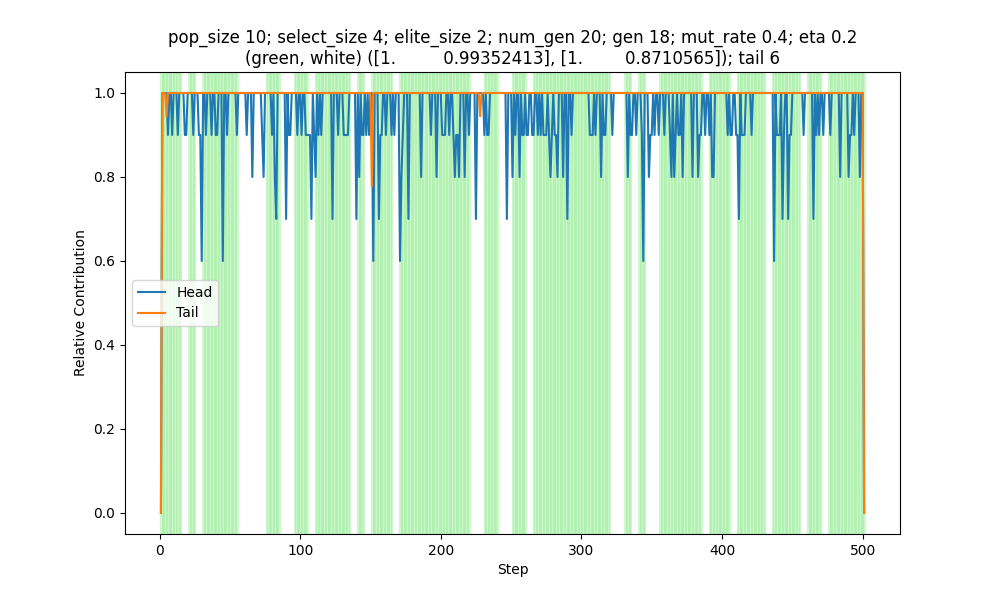 pop_size 10; select_size 4; elite_size 2; num_gen 20; gen 18; mut_rate 0.4; eta 0.2
(green, white) ([1. 0.99352413], [1. 0.8710565]); tail 6
1.0
0.8
0.6
0.4
0.2
0.0
Relative Contribution
Head
Tail
0 100 200 300 400 500
Step